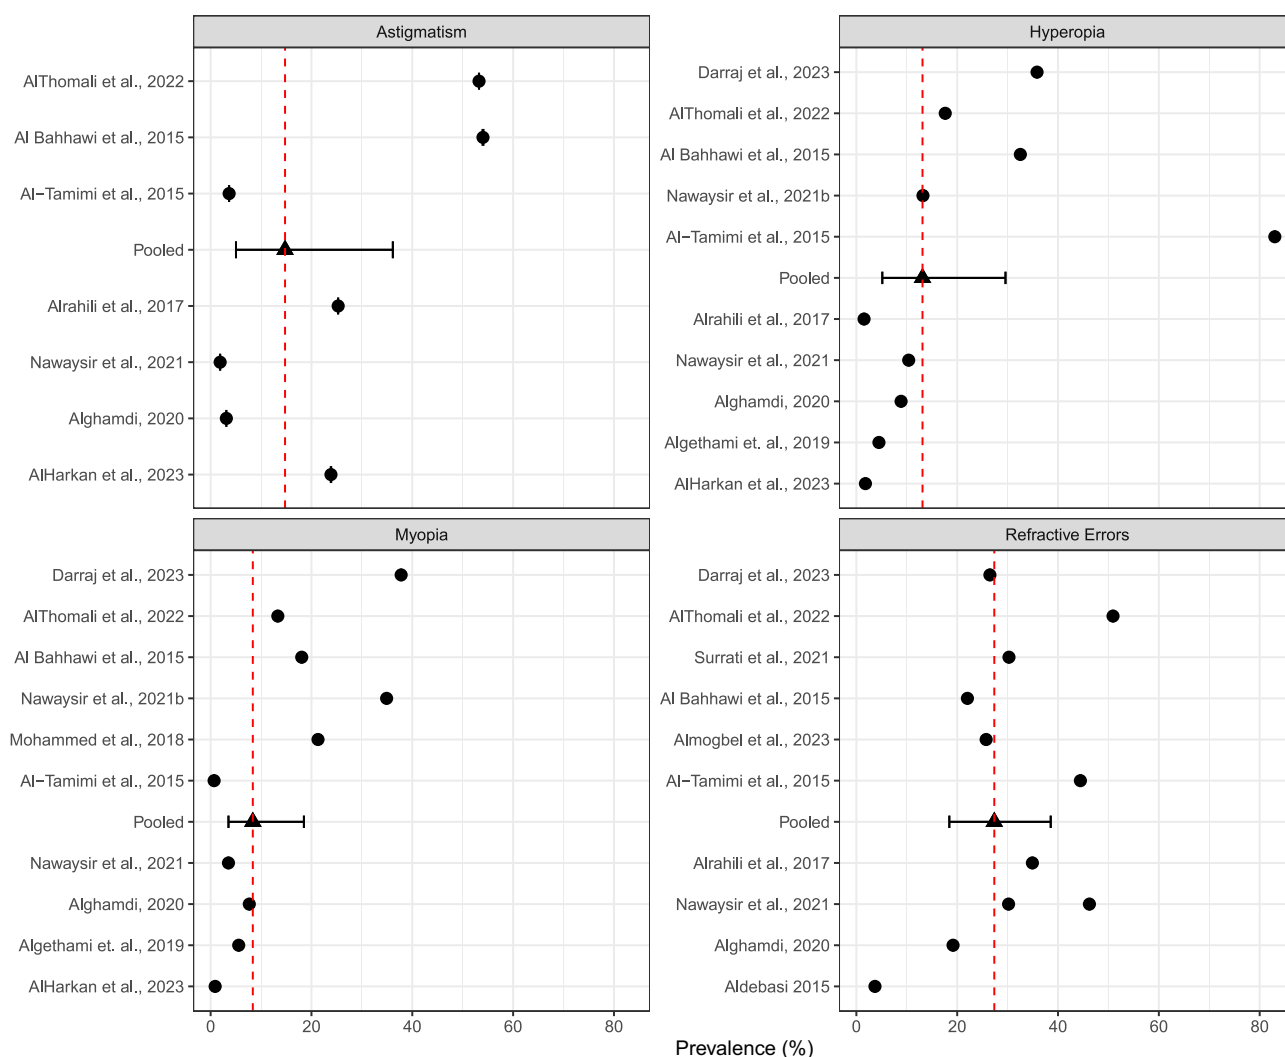 Astigmatism
AlThomali et al., 2022
Al Bahhawi et al., 2015
Al−Tamimi et al., 2015
Pooled
Alrahili et al., 2017
Nawaysir et al., 2021
Alghamdi, 2020
AlHarkan et al., 2023
Hyperopia
Darraj et al., 2023
AlThomali et al., 2022
Al Bahhawi et al., 2015
Nawaysir et al., 2021b
Al−Tamimi et al., 2015
Pooled
Alrahili et al., 2017
Nawaysir et al., 2021
Alghamdi, 2020
Algethami et. al., 2019
AlHarkan et al., 2023
Myopia
Darraj et al., 2023
AlThomali et al., 2022
Al Bahhawi et al., 2015
Nawaysir et al., 2021b
Mohammed et al., 2018
Al−Tamimi et al., 2015
Pooled
Nawaysir et al., 2021
Alghamdi, 2020
Algethami et. al., 2019
AlHarkan et al., 2023
0 20 40 60 80
Refractive Errors
Darraj et al., 2023
AlThomali et al., 2022
Surrati et al., 2021
Al Bahhawi et al., 2015
Almogbel et al., 2023
Al−Tamimi et al., 2015
Pooled
Alrahili et al., 2017
Nawaysir et al., 2021
Alghamdi, 2020
Aldebasi 2015
0 20 40 60 80
Prevalence (%)